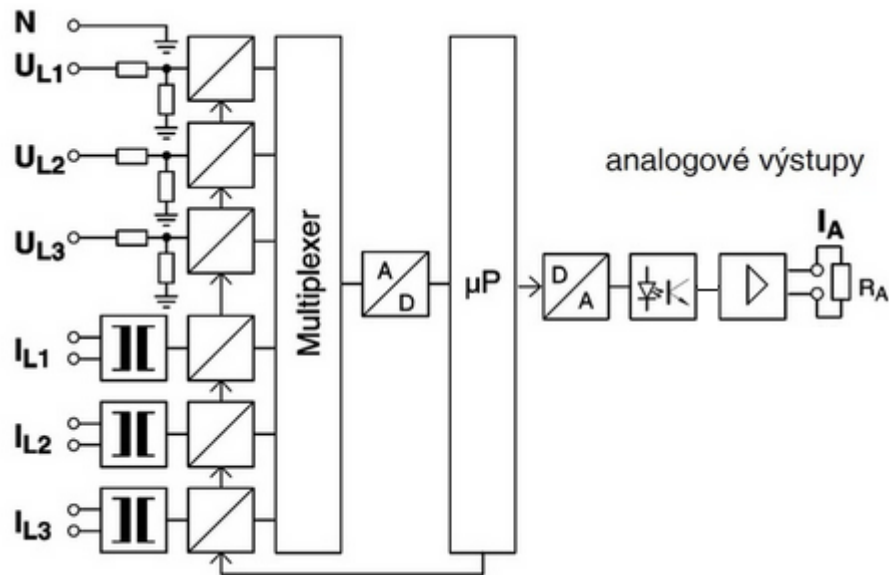 N
UL1
UL2
UL3
IL1
IL2
IL3
Multiplexer
A
D
µP
D
A
analogové výstupy
IA
RA